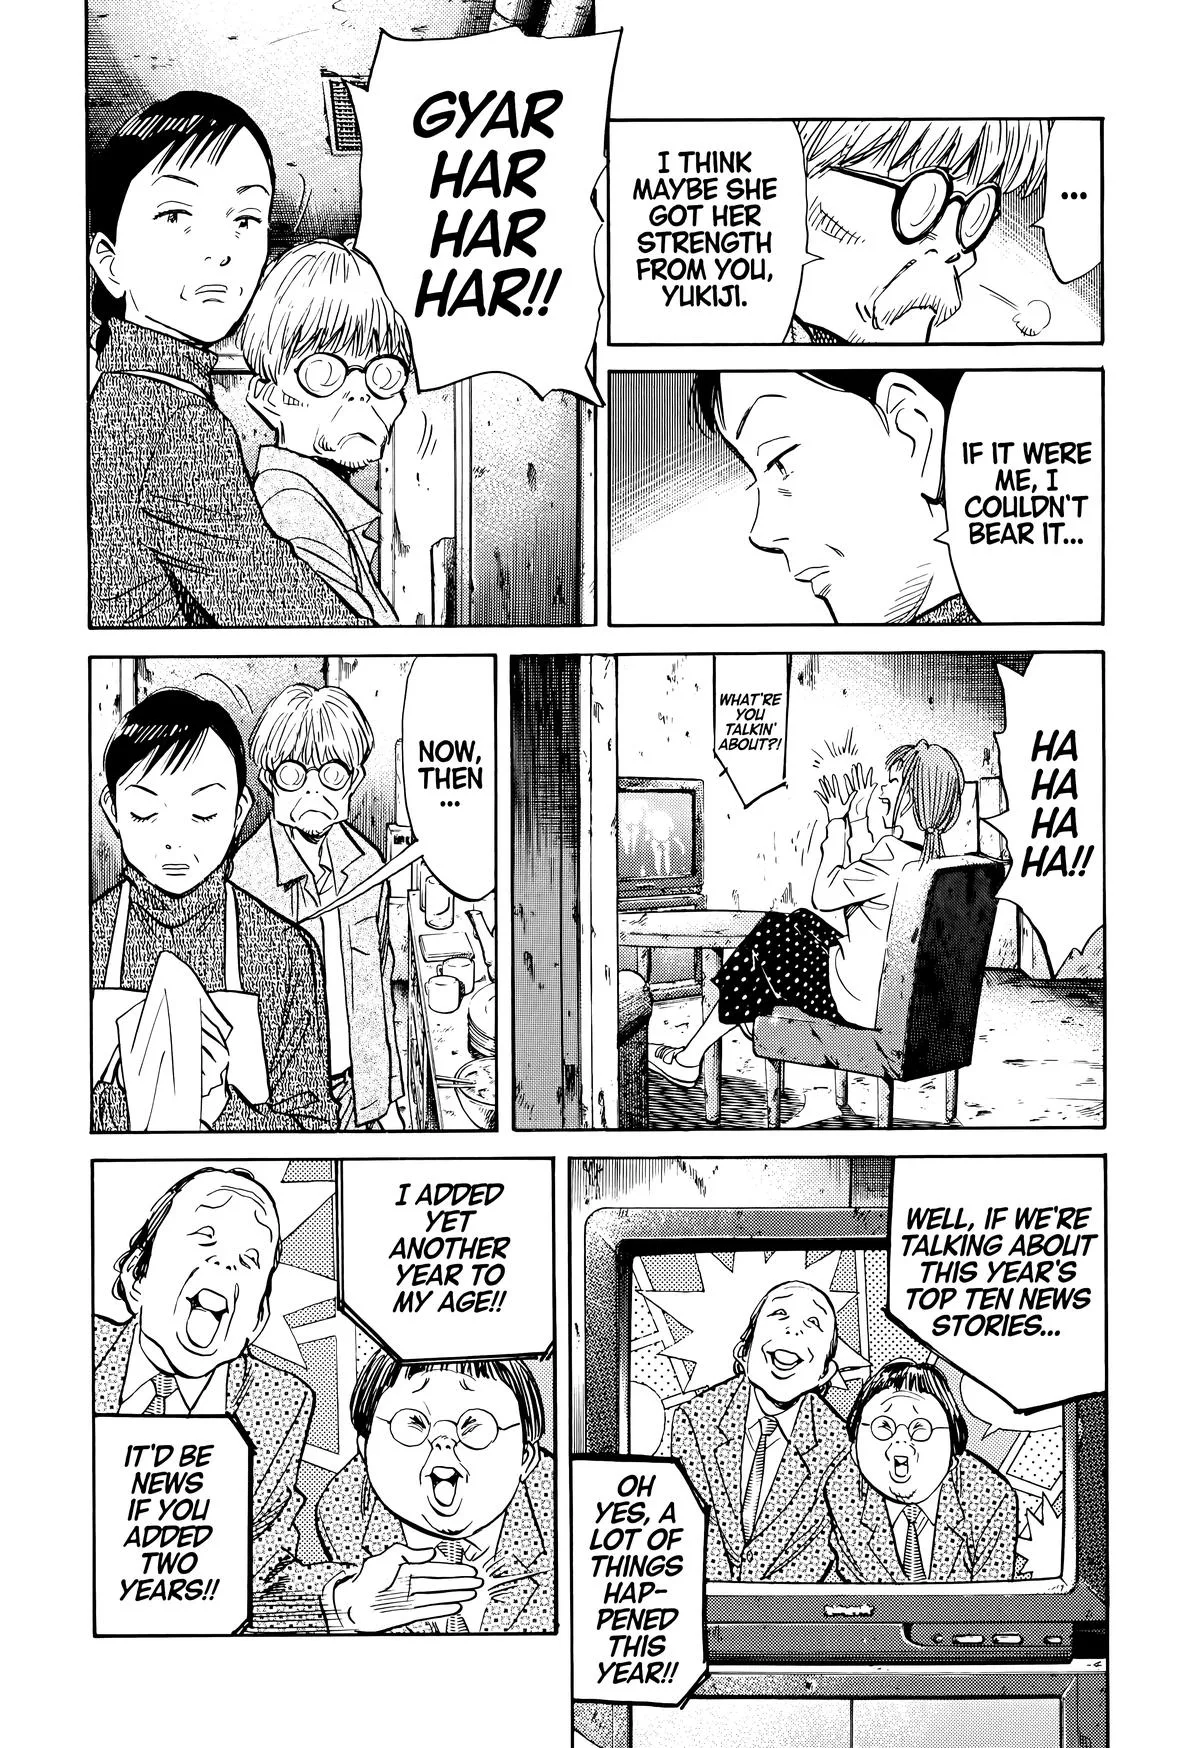 ...
I THINK
MAYBE SHE
GOT HER
STRENGTH
FROM YOU,
YUKIJI.
IF IT WERE
ME, I
COULDN'T
BEAR IT...
GYAR
HAR
HAR HAR
HAR!!
HA
HA
HA
HA!!
WHAT'RE
YOU
TALKIN'
ABOUT?!
NOW,
THEN
...
WELL, IF WE'RE
TALKING ABOUT
THIS YEAR'S
TOP TEN NEWS
STORIES...
OH
YES, A
LOT OF
THINGS
HAP-
PENED
THIS
YEAR!!
I ADDED
YET
ANOTHER
YEAR TO
MY AGE!!
IT'D BE
NEWS
IF YOU
ADDED
TWO
YEARS!!